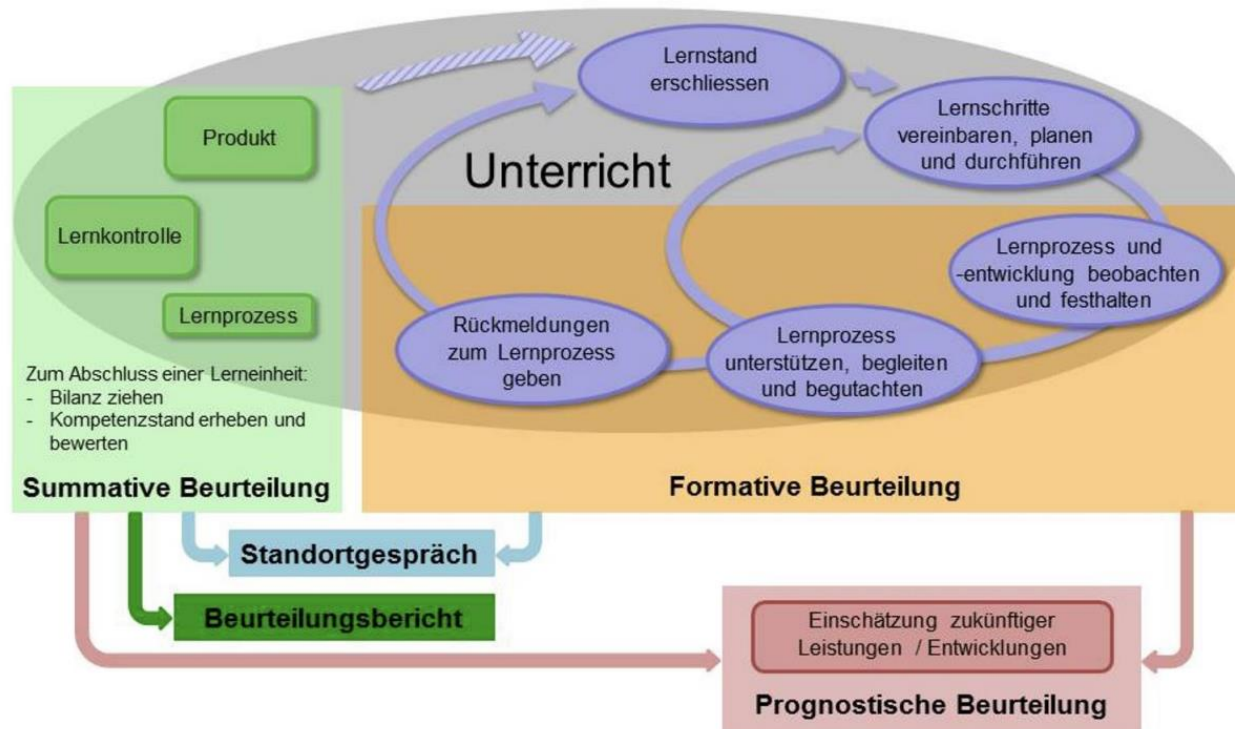 Lernstand
erschliessen
Lernschritte
vereinbaren, planen
und durchführen
Produkt
Unterricht
Lernkontrolle
Lernprozess und
-entwicklung beobachten
und festhalten
Lernprozess
Rückmeldungen
zum Lernprozess
geben
Lernprozess
unterstützen, begleiten
und begutachten
Zum Abschluss einer Lerneinheit:
- Bilanz ziehen
- Kompetenzstand erheben und
bewerten
Summative Beurteilung
Formative Beurteilung
Standortgespräch
Beurteilungsbericht
Einschätzung zukünftiger
Leistungen / Entwicklungen
Prognostische Beurteilung